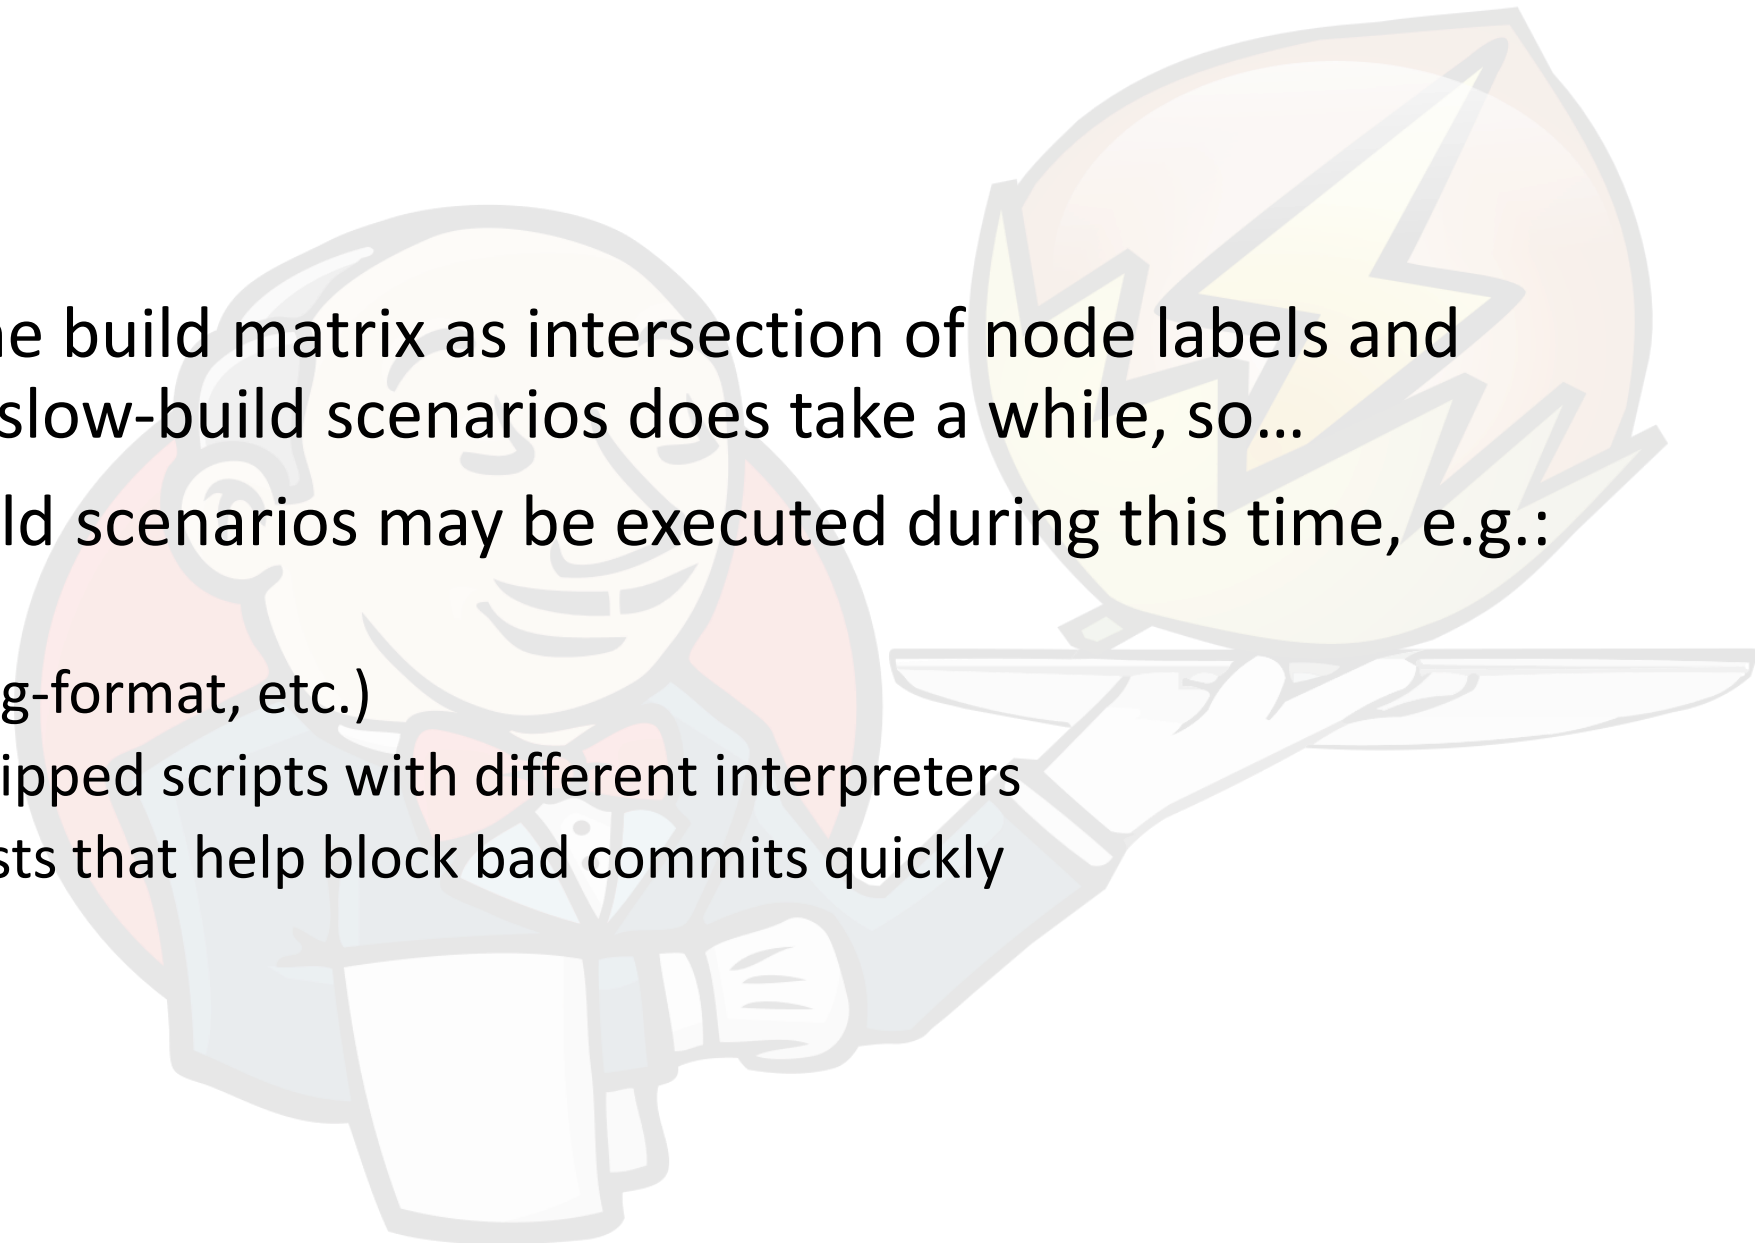 ne build matrix as intersection of node labels and
slow-build scenarios does take a while, so…
ld scenarios may be executed during this time, e.g.:
g-format, etc.)
ipped scripts with different interpreters
sts that help block bad commits quickly